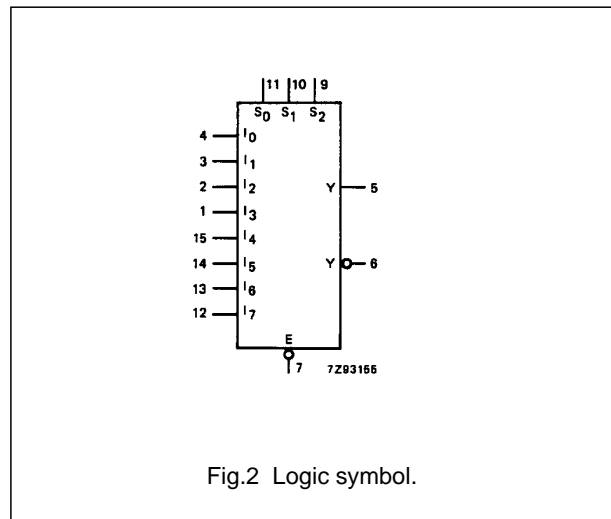 11 10 9
S0 S1 S2
4 I0
3 I1
2 I2 Y 5
1 I3
15 I4
14 I5 Y 6
13 I6
12 I7
E
7 7Z93155
Fig.2 Logic symbol.